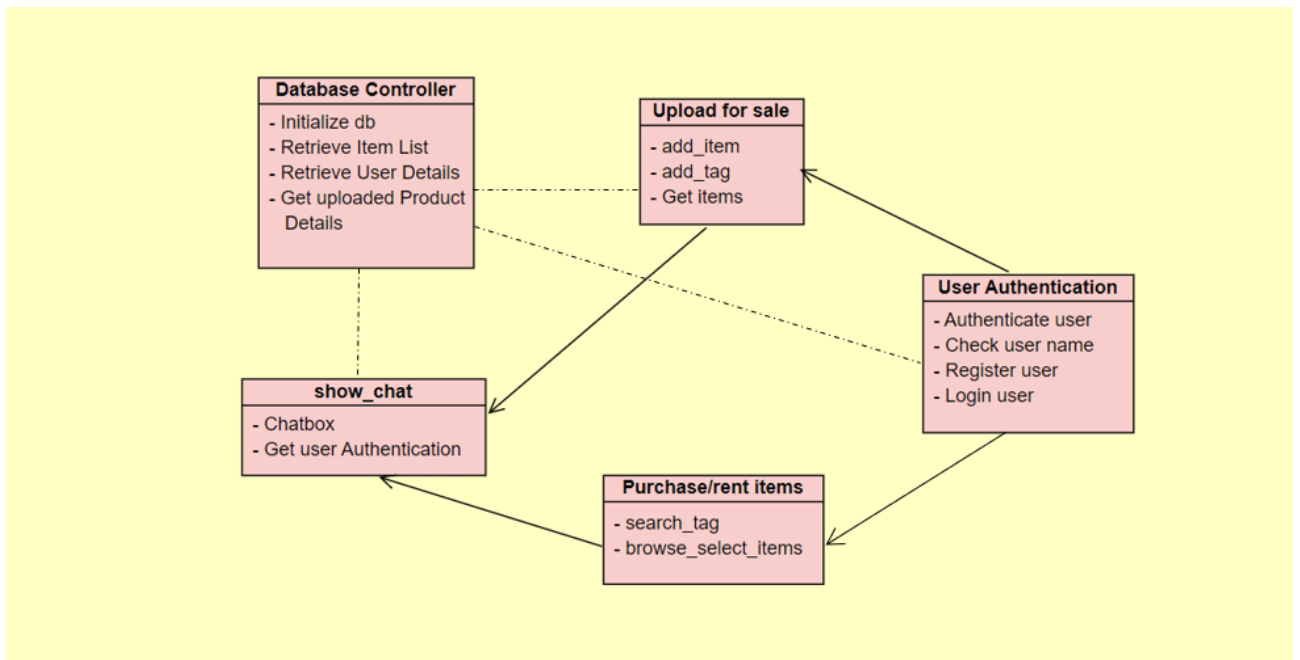 Database Controller
- Initialize db
- Retrieve Item List
- Retrieve User Details
- Get uploaded Product
Details
Upload for sale
- add_item
- add_tag
- Get items
User Authentication
- Authenticate user
- Check user name
- Register user
- Login user
show_chat
- Chatbox
- Get user Authentication
Purchase/rent items
- search_tag
- browse_select_items